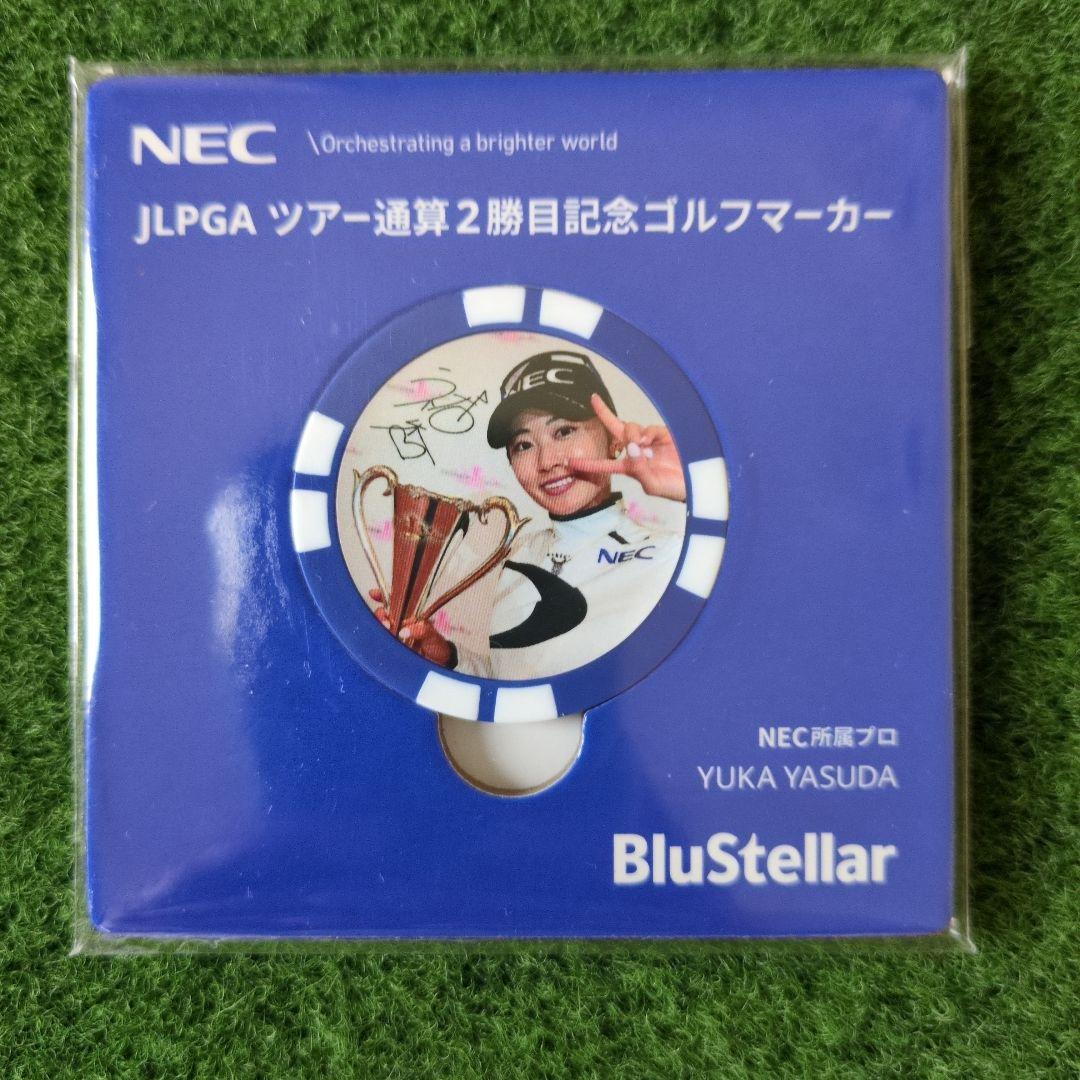 NEC \Orchestrating a brighter world
JLPGA ツアー通算２勝目記念ゴルフマーカー
NEC
NEC
NEC所属プロ
YUKA YASUDA
BluStellar